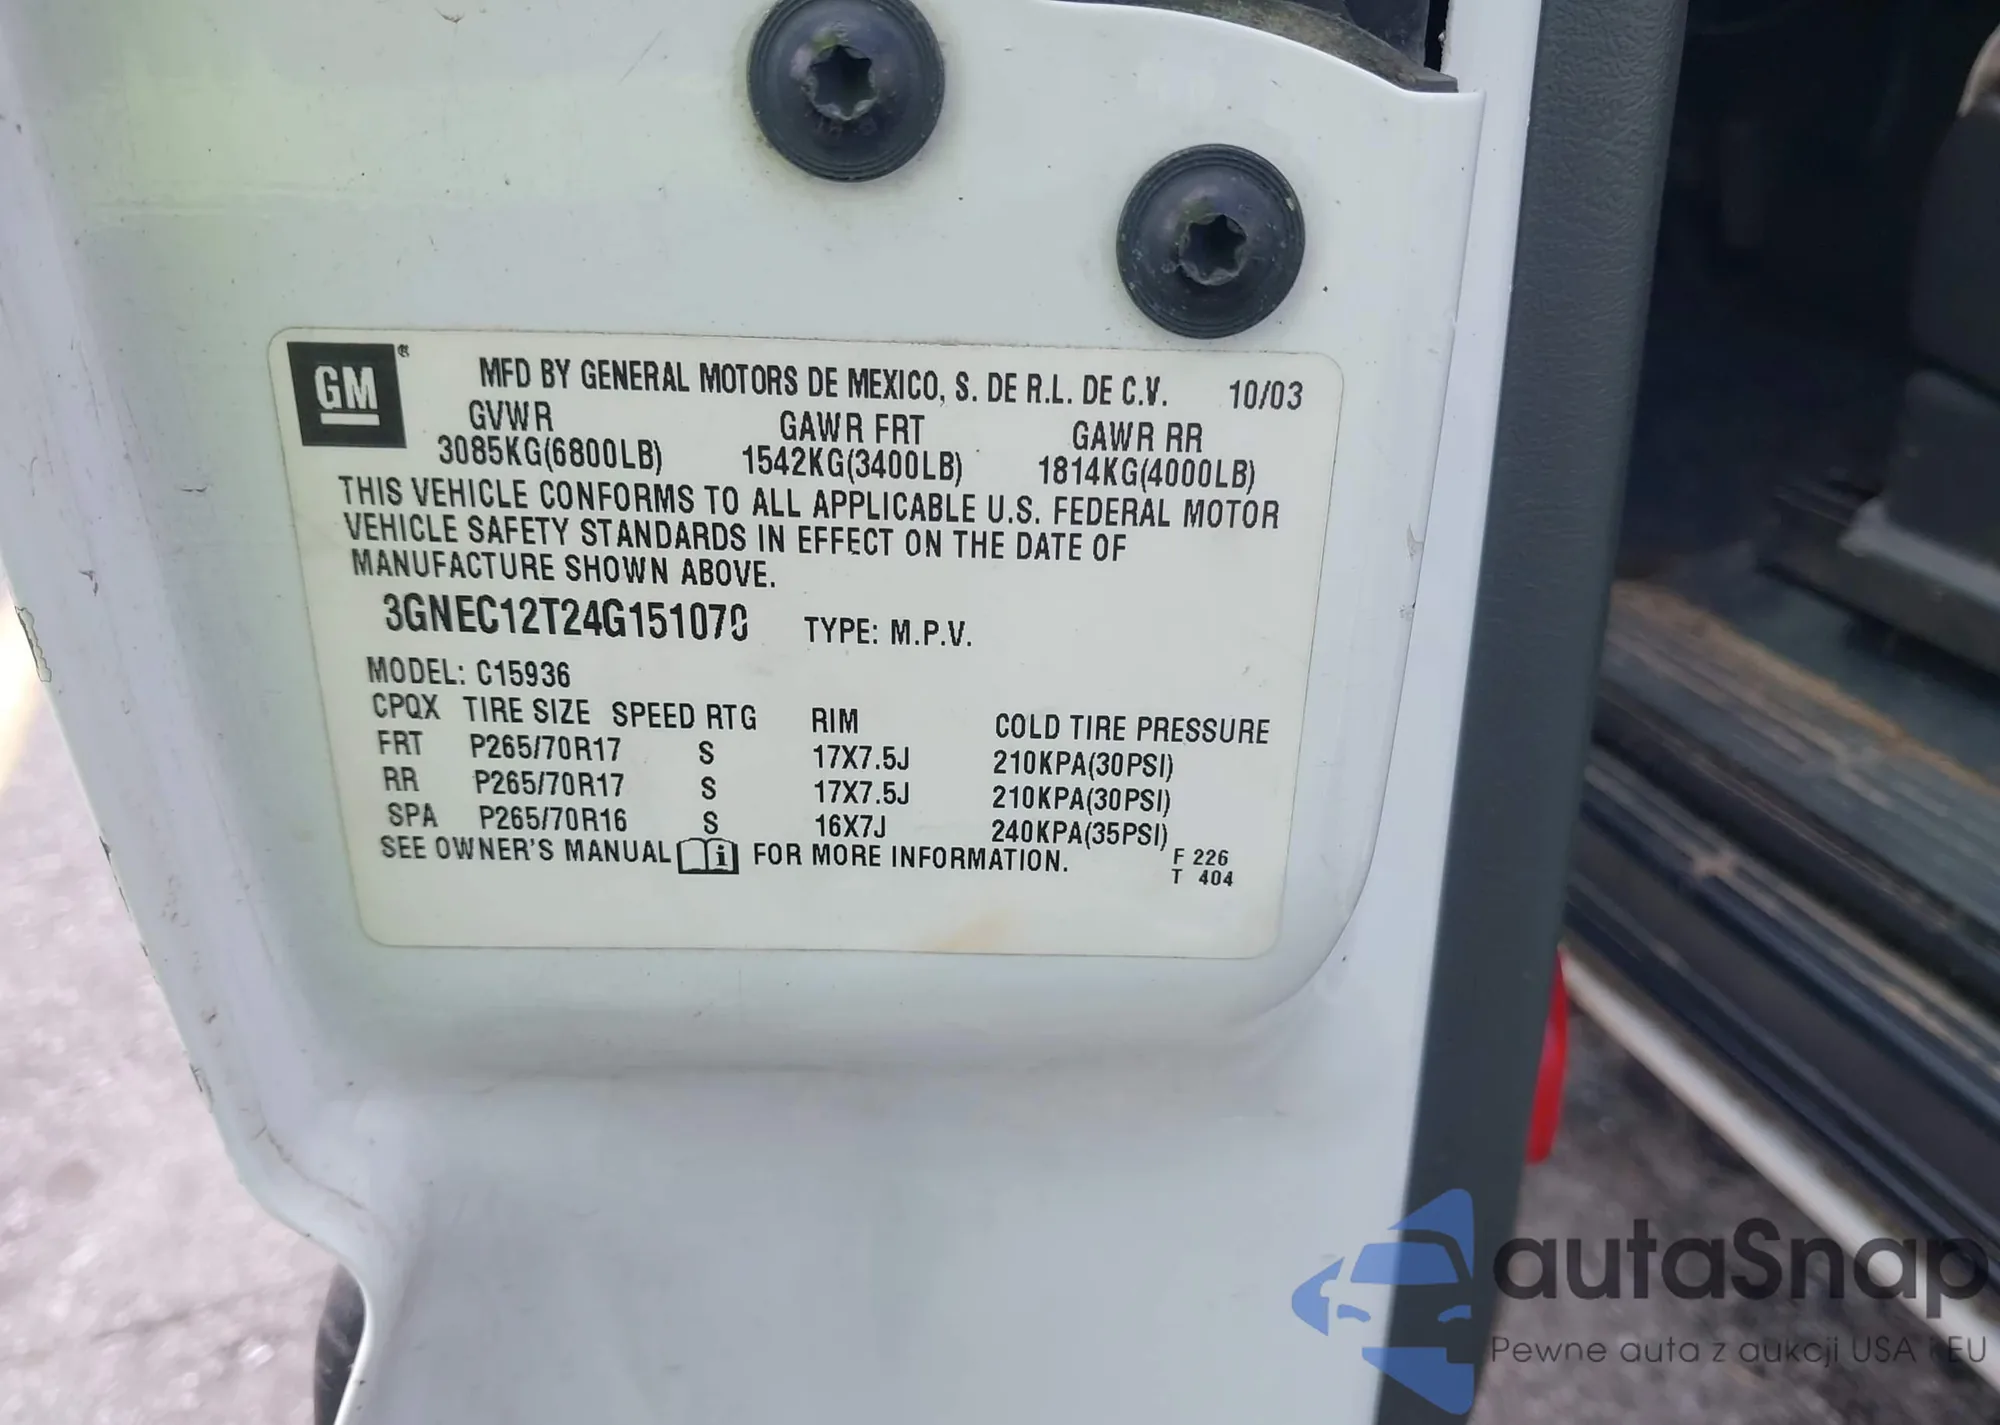 GM®
MFD BY GENERAL MOTORS DE MEXICO, S. DE R.L. DE C.V. 10/03
GVWR GAWR FRT GAWR RR
3085KG(6800LB) 1542KG(3400LB) 1814KG(4000LB)
THIS VEHICLE CONFORMS TO ALL APPLICABLE U.S. FEDERAL MOTOR
VEHICLE SAFETY STANDARDS IN EFFECT ON THE DATE OF
MANUFACTURE SHOWN ABOVE.
TYPE: M.P.V.
MODEL: C15936
CPQX TIRE SIZE SPEED RTG RIM COLD TIRE PRESSURE
FRT P265/70R17 S 17X7.5J 210KPA(30PSI)
RR P265/70R17 S 17X7.5J 210KPA(30PSI)
SPA P265/70R16 S 16X7J 240KPA(35PSI)
SEE OWNER'S MANUAL i FOR MORE INFORMATION. F 226
T 404
autaSnap
Pewne auta z aukcji USA i EU